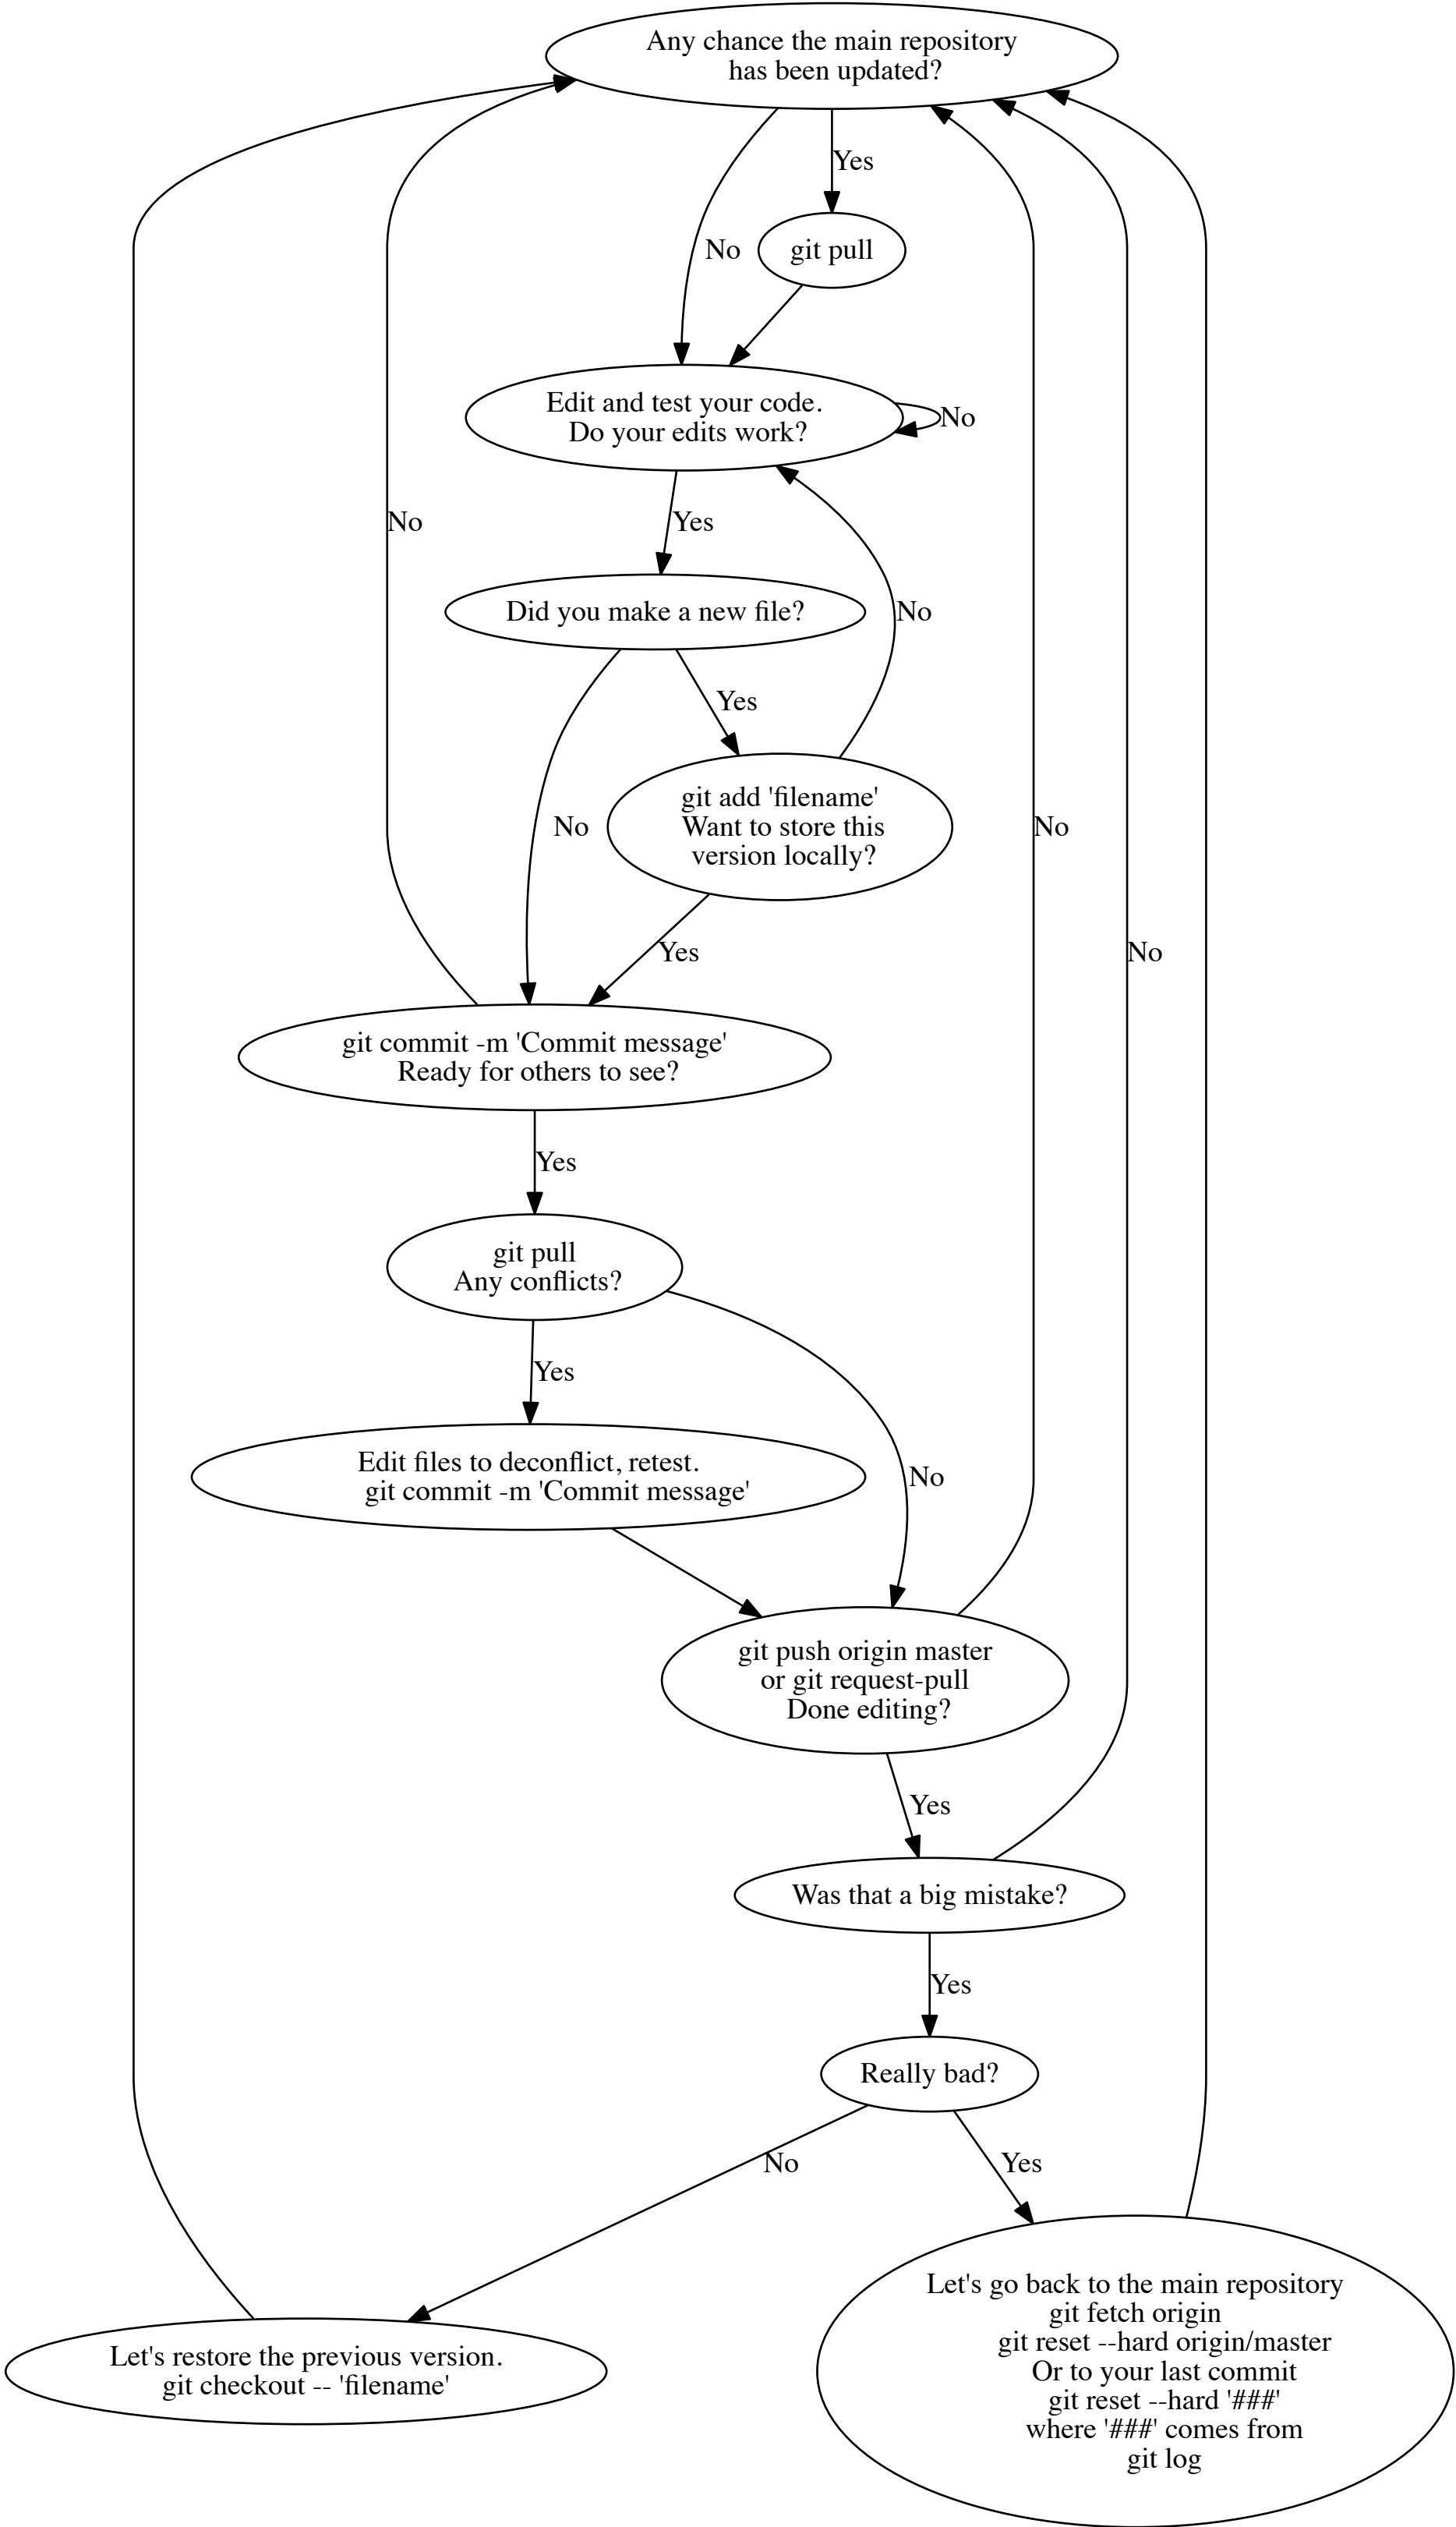 Any chance the main repository
has been updated?
Yes
No
git pull
Edit and test your code.
Do your edits work?
No
No
Yes
Did you make a new file?
No
Yes
git add 'filename'
Want to store this
version locally?
No
No
Yes
No
git commit -m 'Commit message'
Ready for others to see?
Yes
git pull
Any conflicts?
Yes
Edit files to deconflict, retest.
git commit -m 'Commit message'
No
git push origin master
or git request-pull
Done editing?
Yes
Was that a big mistake?
Yes
Really bad?
No
Yes
Let's go back to the main repository
git fetch origin
git reset --hard origin/master
Or to your last commit
git reset --hard '###'
where '###' comes from
git log
Let's restore the previous version.
git checkout -- 'filename'